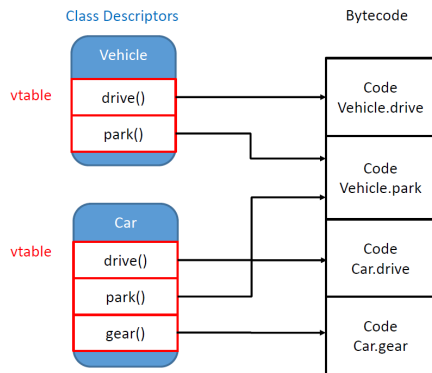 Class Descriptors
Bytecode
Vehicle
vtable
drive()
park()
Code
Vehicle.drive
Code
Vehicle.park
Car
vtable
drive()
park()
gear()
Code
Car.drive
Code
Car.gear